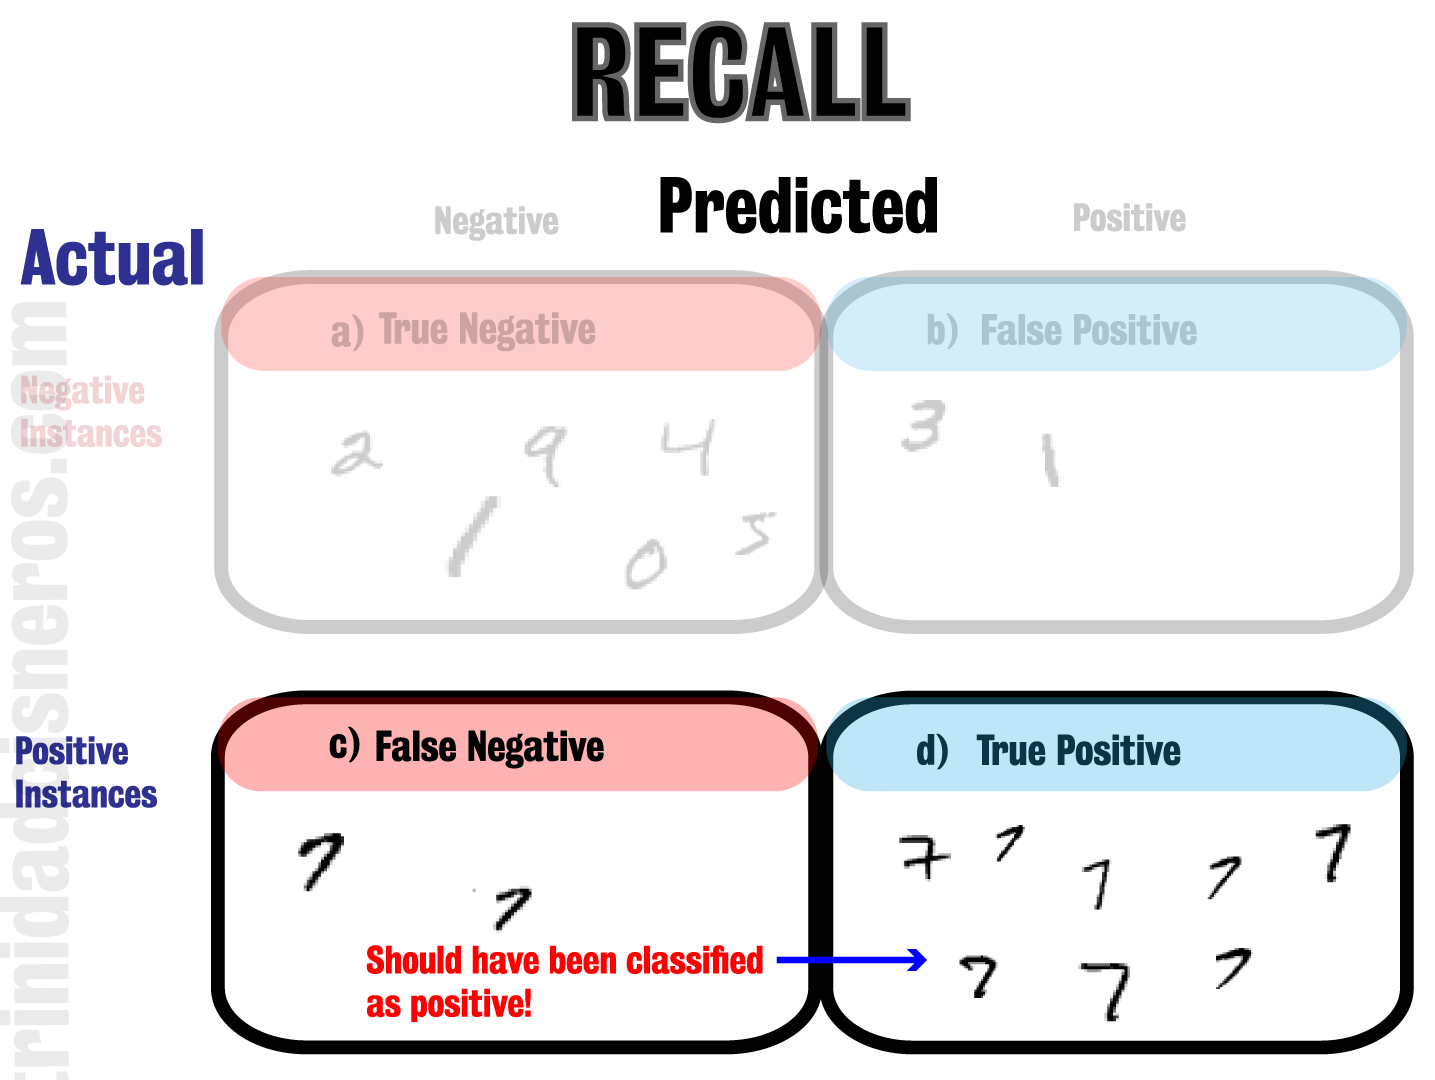 RECALL
Predicted
Negative
Positive
Actual
a) True Negative
b) False Positive
Negative
Instances
2 9 4
1 0 5
3 1
c) False Negative
d) True Positive
Positive
Instances
7
7
7 7 7 7 7
7 7 7
Should have been classified
as positive!
trinidadcisneros.com